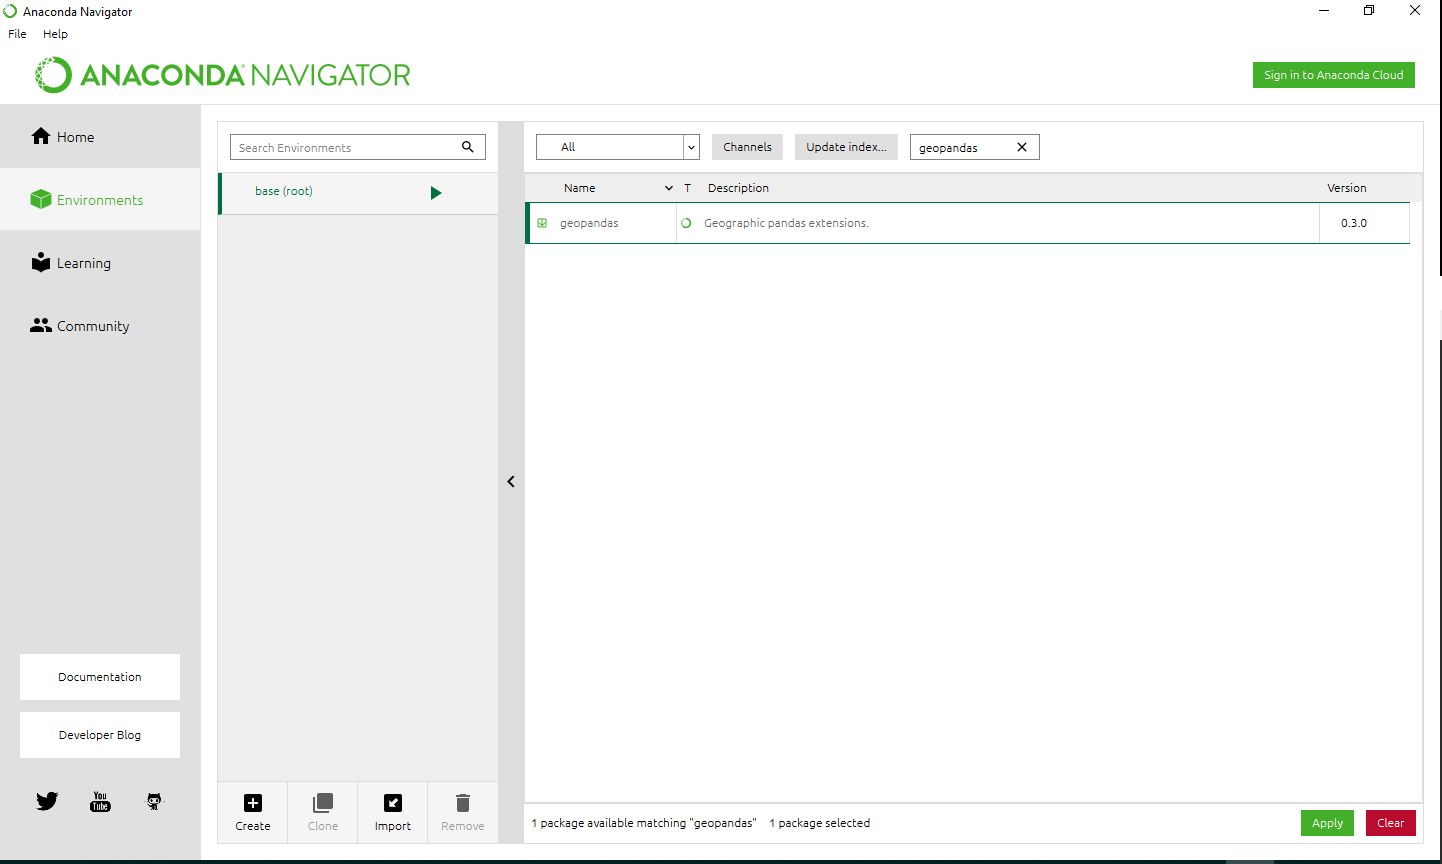 Anaconda Navigator
File Help
ANACONDA NAVIGATOR
Sign in to Anaconda Cloud
Home
Environments
Learning
Community
Documentation
Developer Blog
You
Tube
Search Environments
base (root)
Create Clone Import Remove
All Channels Update index... geopandas
Name T Description Version
geopandas Geographic pandas extensions. 0.3.0
1 package available matching "geopandas" 1 package selected
Apply Clear